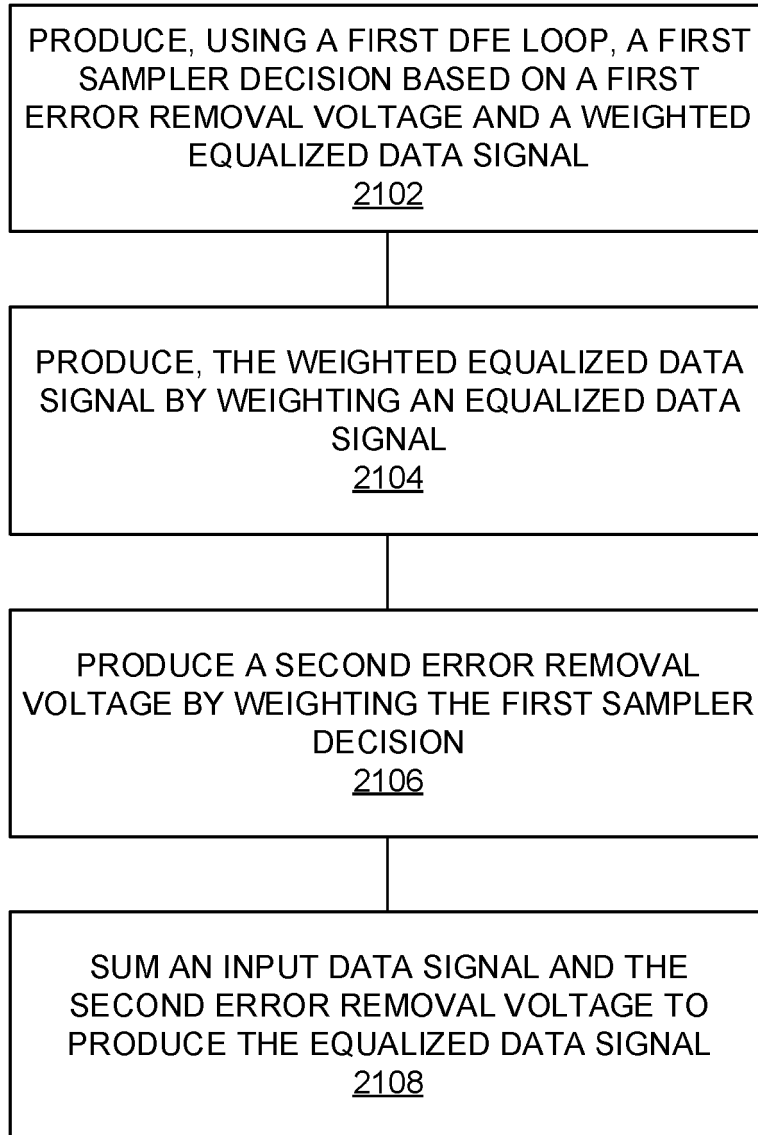 PRODUCE, USING A FIRST DFE LOOP, A FIRST
SAMPLER DECISION BASED ON A FIRST
ERROR REMOVAL VOLTAGE AND A WEIGHTED
EQUALIZED DATA SIGNAL
2102
PRODUCE, THE WEIGHTED EQUALIZED DATA
SIGNAL BY WEIGHTING AN EQUALIZED DATA
SIGNAL
2104
PRODUCE A SECOND ERROR REMOVAL
VOLTAGE BY WEIGHTING THE FIRST SAMPLER
DECISION
2106
SUM AN INPUT DATA SIGNAL AND THE
SECOND ERROR REMOVAL VOLTAGE TO
PRODUCE THE EQUALIZED DATA SIGNAL
2108